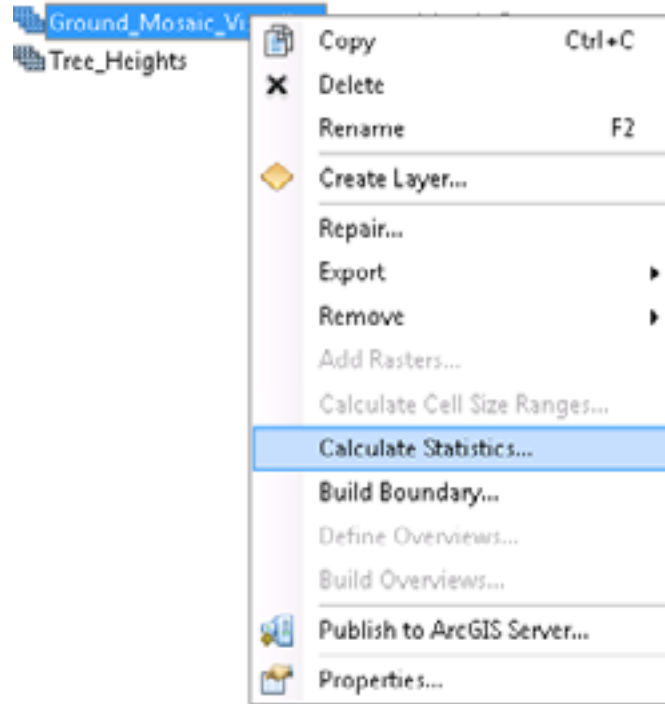 Ground_Mosaic_Vi
Tree_Heights
Copy Ctrl+C
Delete
Rename F2
Create Layer...
Repair...
Export
Remove
Add Rasters...
Calculate Cell Size Ranges...
Calculate Statistics...
Build Boundary...
Define Overviews...
Build Overviews...
Publish to ArcGIS Server...
Properties...